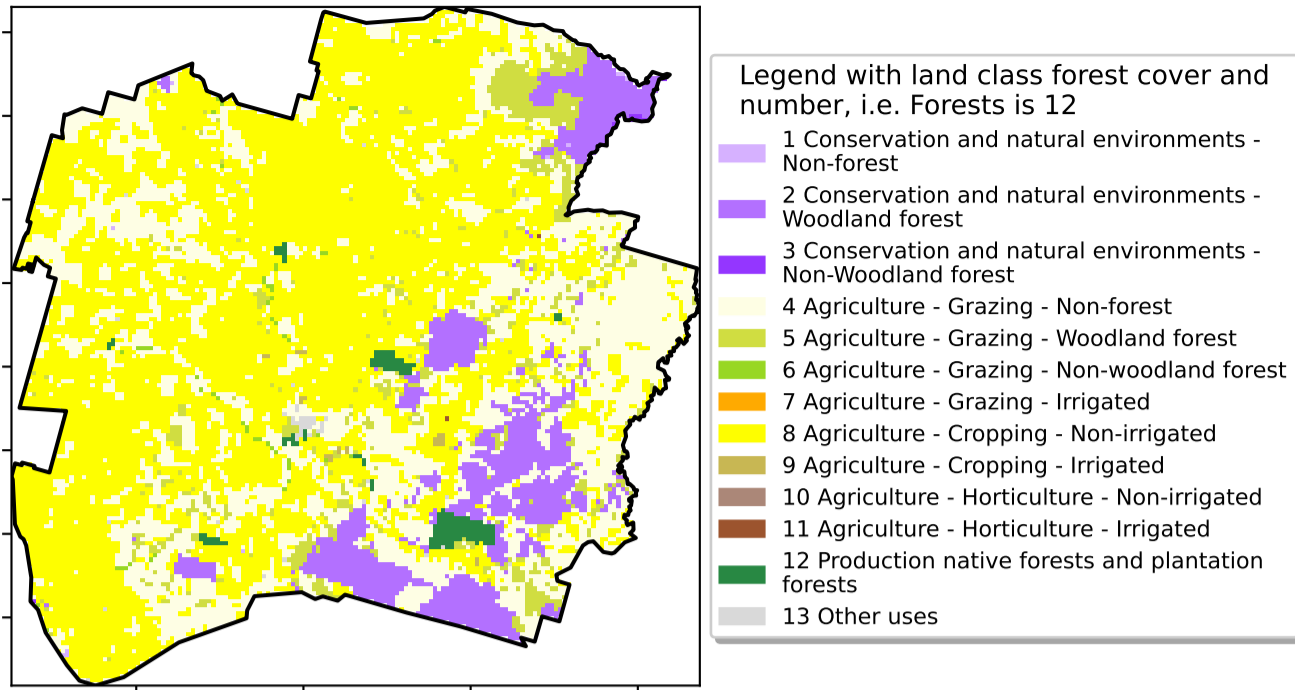 Legend with land class forest cover and
number, i.e. Forests is 12
1 Conservation and natural environments -
Non-forest
2 Conservation and natural environments -
Woodland forest
3 Conservation and natural environments -
Non-Woodland forest
4 Agriculture - Grazing - Non-forest
5 Agriculture - Grazing - Woodland forest
6 Agriculture - Grazing - Non-woodland forest
7 Agriculture - Grazing - Irrigated
8 Agriculture - Cropping - Non-irrigated
9 Agriculture - Cropping - Irrigated
10 Agriculture - Horticulture - Non-irrigated
11 Agriculture - Horticulture - Irrigated
12 Production native forests and plantation
forests
13 Other uses